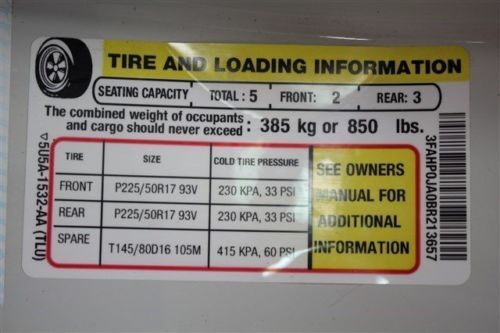 TIRE AND LOADING INFORMATION
SEATING CAPACITY TOTAL : 5 FRONT: 2 REAR: 3
The combined weight of occupants
and cargo should never exceed : 385 kg or 850 lbs.
TIRE SIZE COLD TIRE PRESSURE
FRONT P225/50R17 93V 230 KPA, 33 PSI
REAR P225/50R17 93V 230 KPA, 33 PSI
SPARE T145/80D16 105M 415 KPA, 60 PSI
SEE OWNERS
MANUAL FOR
ADDITIONAL
INFORMATION
5U5A-1532-AA (TLU)
3FAHP0JA0BR213657